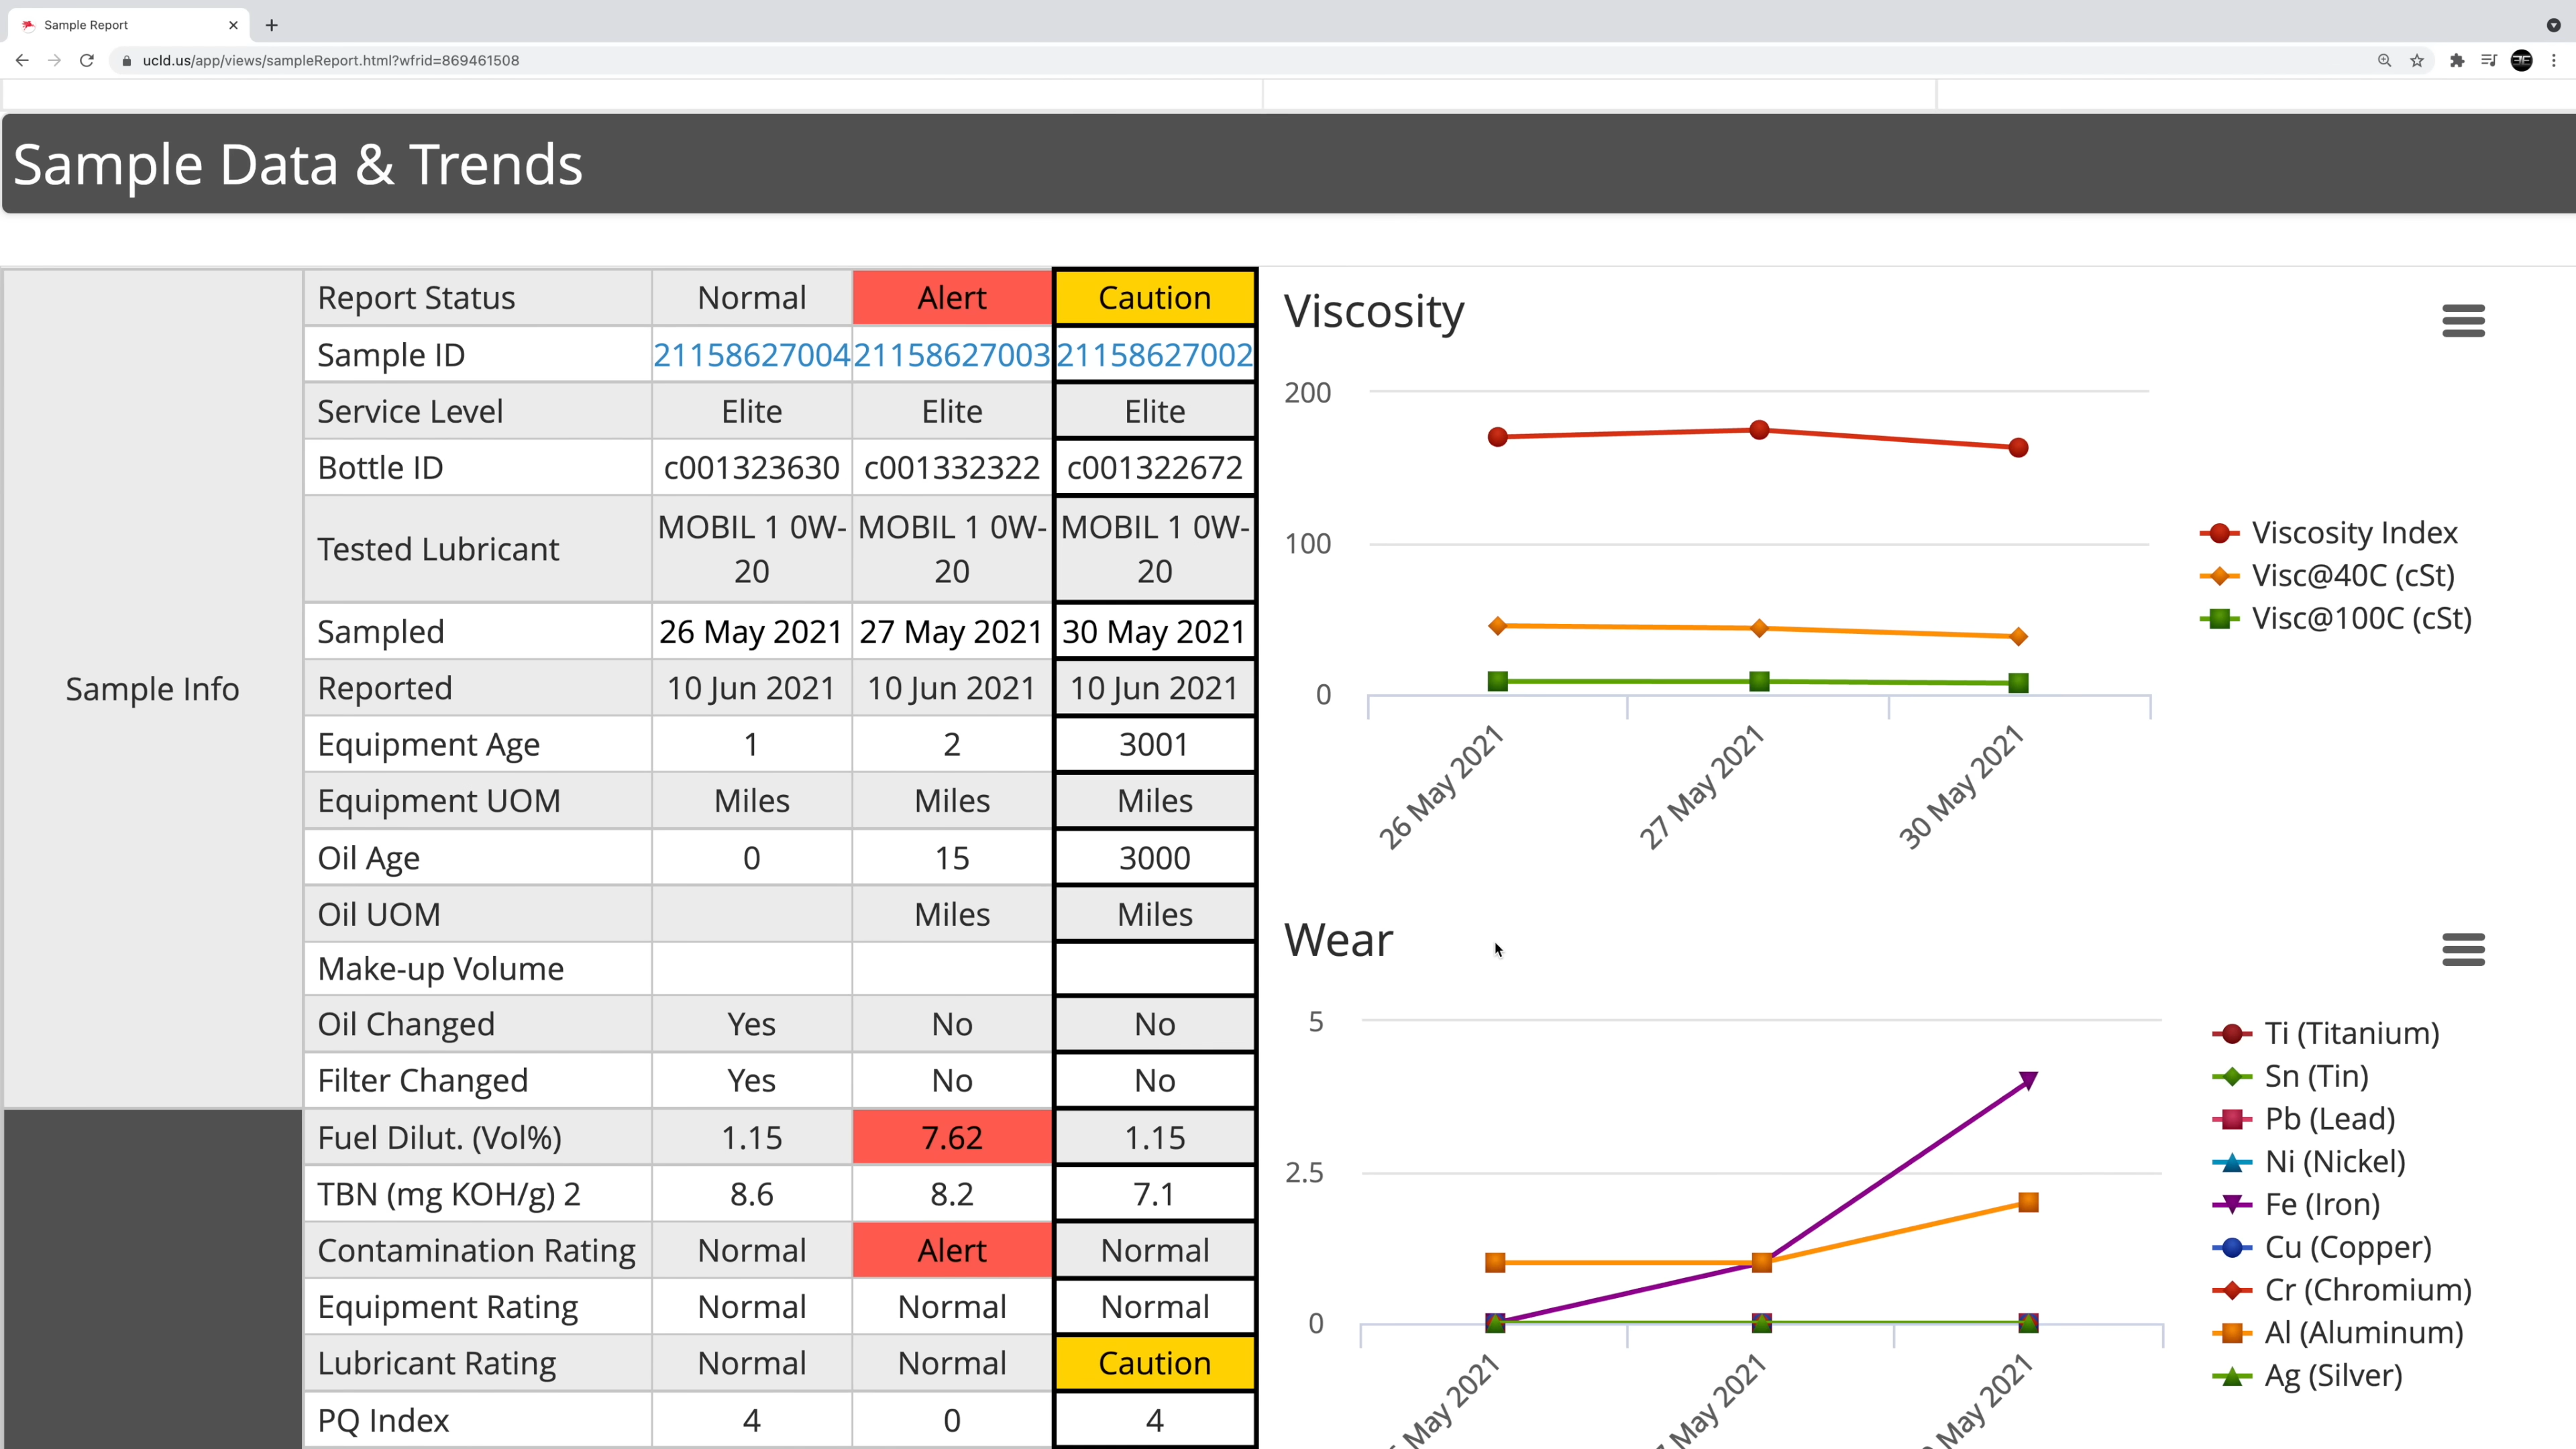 Sample Report
ucld.us/app/views/sampleReport.html?wfrid=869461508
Sample Data & Trends
Sample Info
Report Status Normal Alert Caution
Sample ID 21158627004 21158627003 21158627002
Service Level Elite Elite Elite
Bottle ID c001323630 c001332322 c001322672
Tested Lubricant MOBIL 1 0W-20 MOBIL 1 0W-20 MOBIL 1 0W-20
Sampled 26 May 2021 27 May 2021 30 May 2021
Reported 10 Jun 2021 10 Jun 2021 10 Jun 2021
Equipment Age 1 2 3001
Equipment UOM Miles Miles Miles
Oil Age 0 15 3000
Oil UOM Miles Miles
Make-up Volume
Oil Changed Yes No No
Filter Changed Yes No No
Fuel Dilut. (Vol%) 1.15 7.62 1.15
TBN (mg KOH/g) 2 8.6 8.2 7.1
Contamination Rating Normal Alert Normal
Equipment Rating Normal Normal Normal
Lubricant Rating Normal Normal Caution
PQ Index 4 0 4
Viscosity
200
100
0
26 May 2021
27 May 2021
30 May 2021
Viscosity Index
Visc@40C (cSt)
Visc@100C (cSt)
Wear
5
2.5
0
May 2021
May 2021
May 2021
Ti (Titanium)
Sn (Tin)
Pb (Lead)
Ni (Nickel)
Fe (Iron)
Cu (Copper)
Cr (Chromium)
Al (Aluminum)
Ag (Silver)